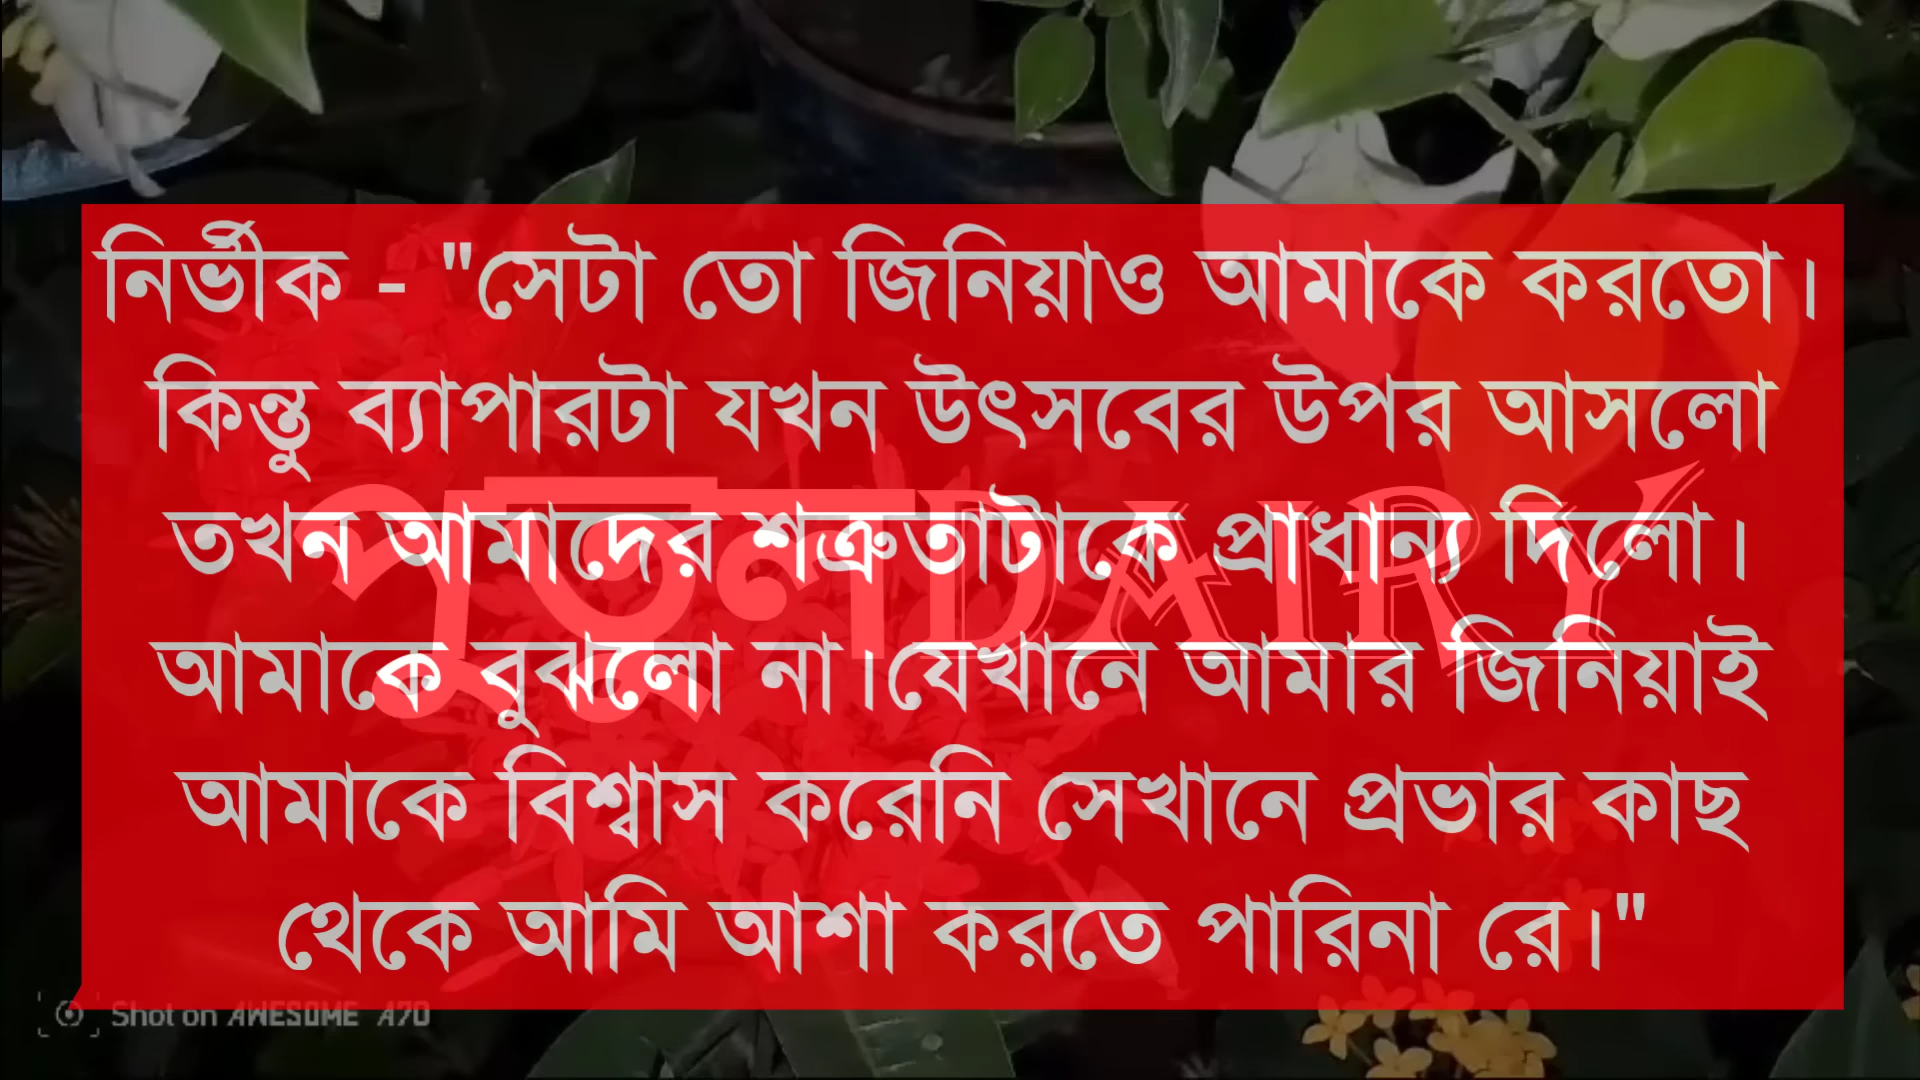 নির্ভীক - "সেটা তো জিনিয়াও আমাকে করতো।
কিন্তু ব্যাপারটা যখন উৎসবের উপর আসলো
তখন আমাদের শত্রুতাটাকে প্রাধান্য দিলো।
আমাকে বুঝলো না।যেখানে আমার জিনিয়াই
আমাকে বিশ্বাস করেনি সেখানে প্রভার কাছ
থেকে আমি আশা করতে পারিনা রে।"
পুতুলDAIRY
Shot on AWESOME A70